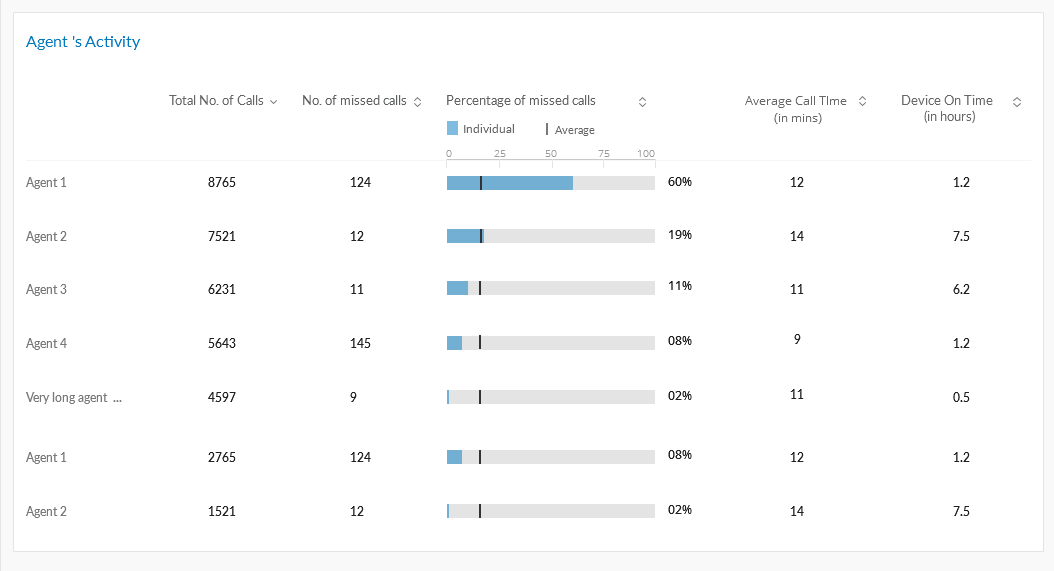 Agent 's Activity
Total No. of Calls No. of missed calls Percentage of missed calls Average Call TIme Device On Time
(in mins) (in hours)
Individual Average
0 25 50 75 100
Agent 1 8765 124 60% 12 1.2
Agent 2 7521 12 19% 14 7.5
Agent 3 6231 11 11% 11 6.2
Agent 4 5643 145 08% 9 1.2
Very long agent ... 4597 9 02% 11 0.5
Agent 1 2765 124 08% 12 1.2
Agent 2 1521 12 02% 14 7.5